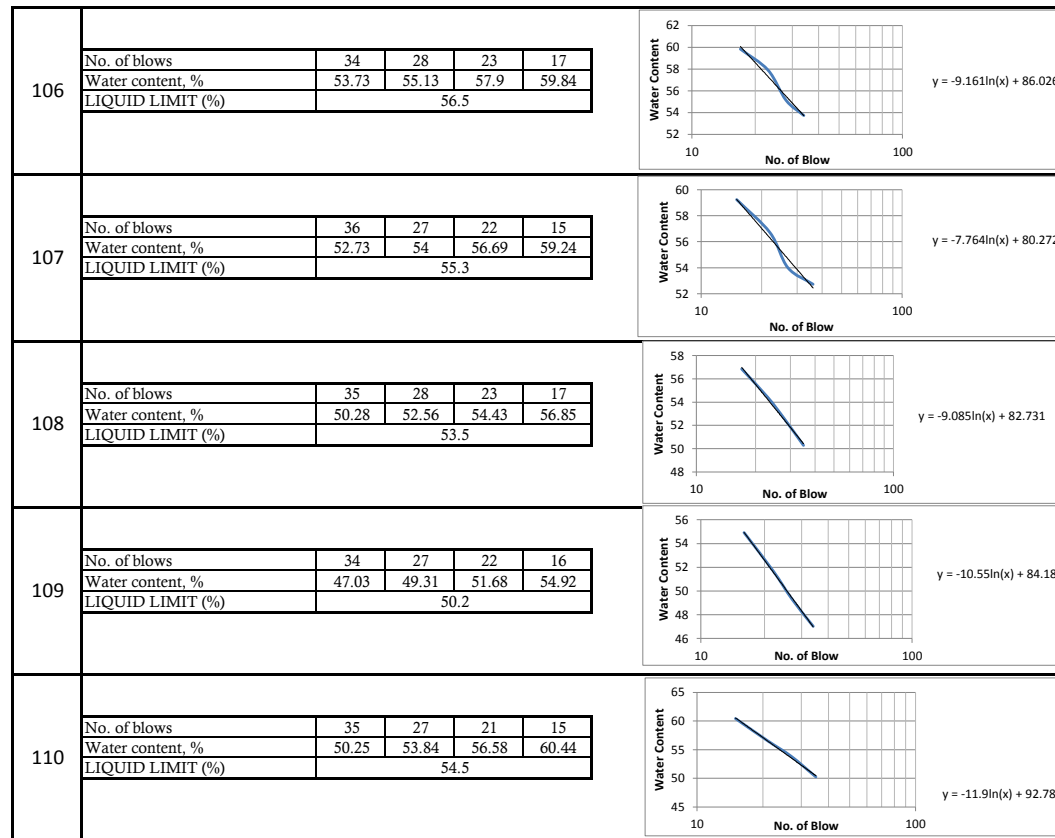 106
No. of blows 34 28 23 17
Water content, % 53.73 55.13 57.9 59.84
LIQUID LIMIT (%) 56.5
Water Content
62
60
58
56
54
52
10 100
No. of Blow
y = -9.161ln(x) + 86.026
107
No. of blows 36 27 22 15
Water content, % 52.73 54 56.69 59.24
LIQUID LIMIT (%) 55.3
Water Content
60
58
56
54
52
10 100
No. of Blow
y = -7.764ln(x) + 80.272
108
No. of blows 35 28 23 17
Water content, % 50.28 52.56 54.43 56.85
LIQUID LIMIT (%) 53.5
Water Content
58
56
54
52
50
48
10 100
No. of Blow
y = -9.085ln(x) + 82.731
109
No. of blows 34 27 22 16
Water content, % 47.03 49.31 51.68 54.92
LIQUID LIMIT (%) 50.2
Water Content
56
54
52
50
48
46
10 100
No. of Blow
y = -10.55ln(x) + 84.18
110
No. of blows 35 27 21 15
Water content, % 50.25 53.84 56.58 60.44
LIQUID LIMIT (%) 54.5
Water Content
65
60
55
50
45
10 100
No. of Blow
y = -11.9ln(x) + 92.78